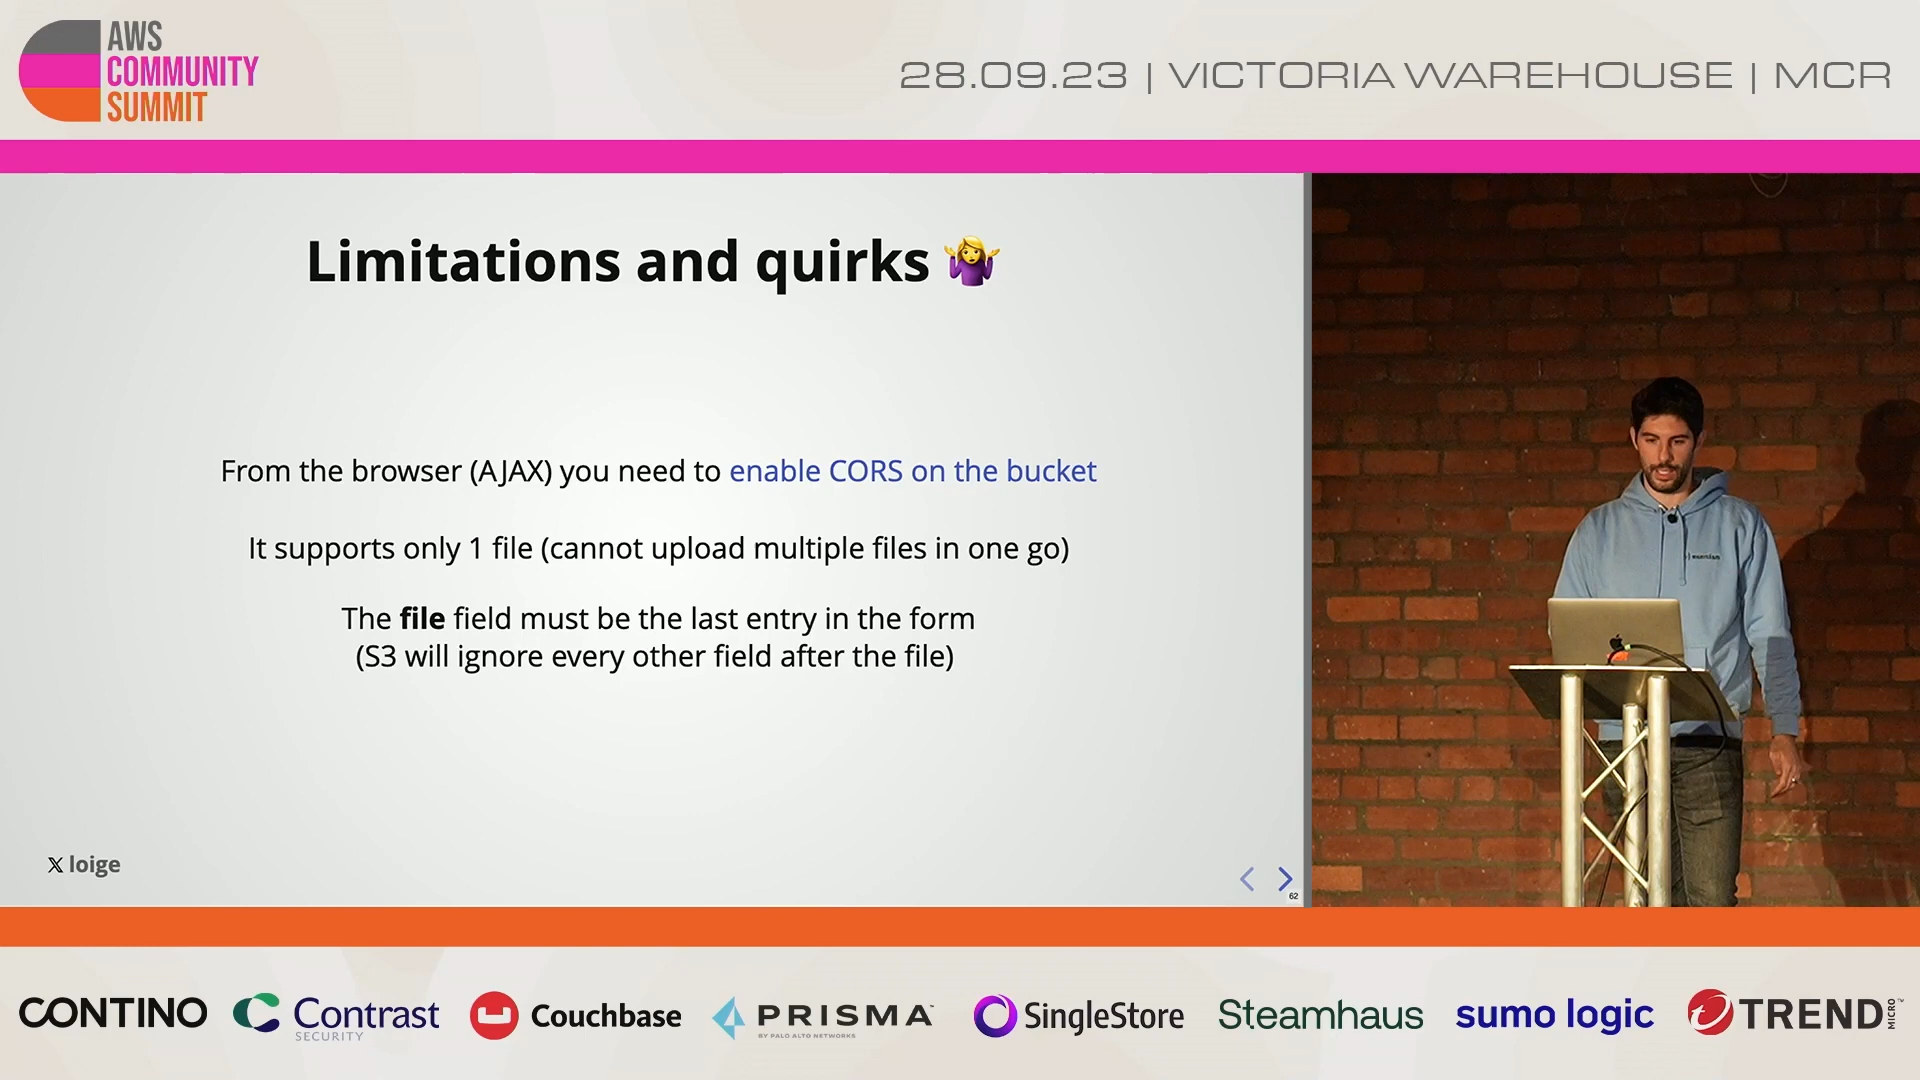 AWS
COMMUNITY
SUMMIT
28.09.23 | VICTORIA WAREHOUSE | MCR
Limitations and quirks 🤷‍♀️
From the browser (AJAX) you need to enable CORS on the bucket
It supports only 1 file (cannot upload multiple files in one go)
The file field must be the last entry in the form
(S3 will ignore every other field after the file)
X loige
62
CONTINO
Contrast
SECURITY
Couchbase
PRISMA™
BY PALO ALTO NETWORKS
SingleStore
Steamhaus
sumo logic
TREND
MICRO™